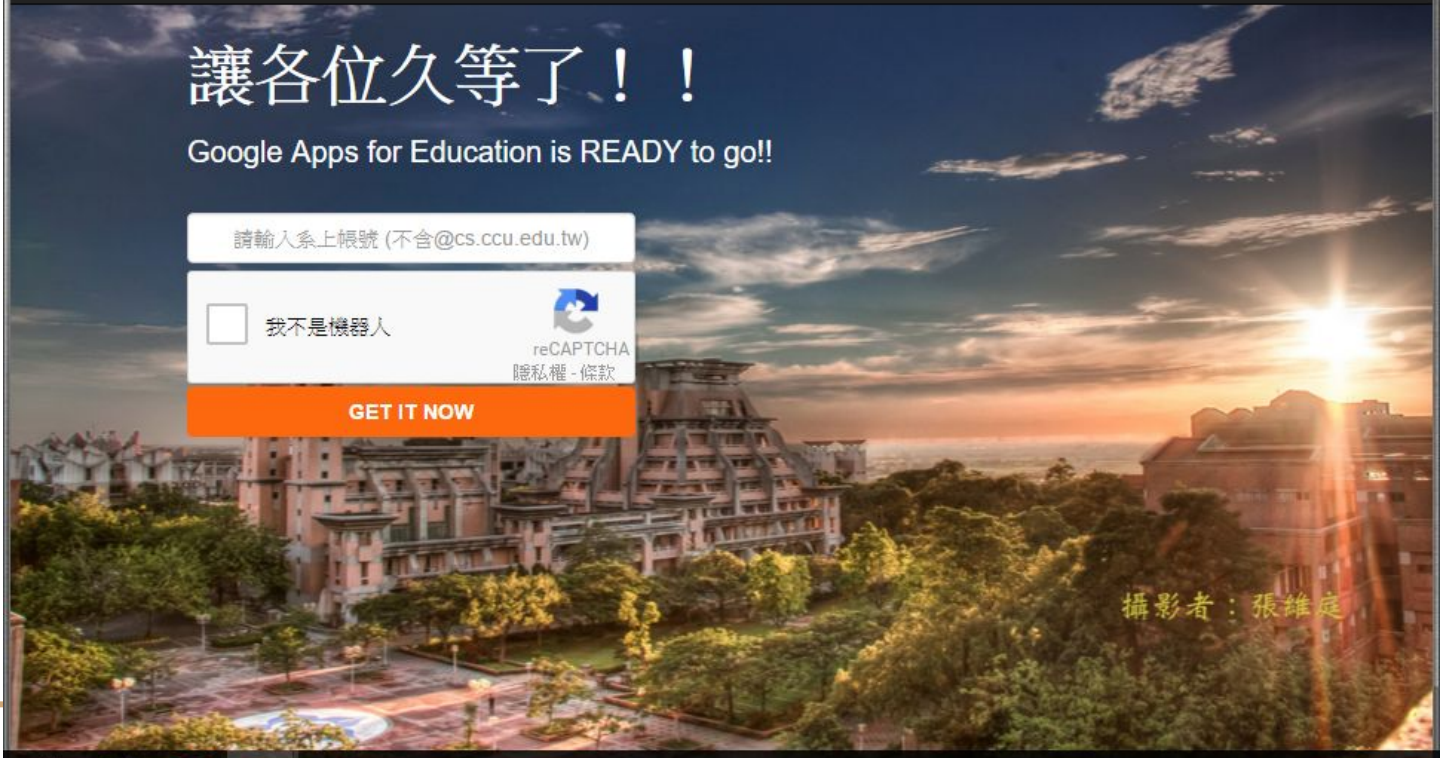 讓各位久等了！！
Google Apps for Education is READY to go!!
請輸入系上帳號 (不含@cs.ccu.edu.tw)
我不是機器人
reCAPTCHA
隱私權 - 條款
GET IT NOW
攝影者：張維庭